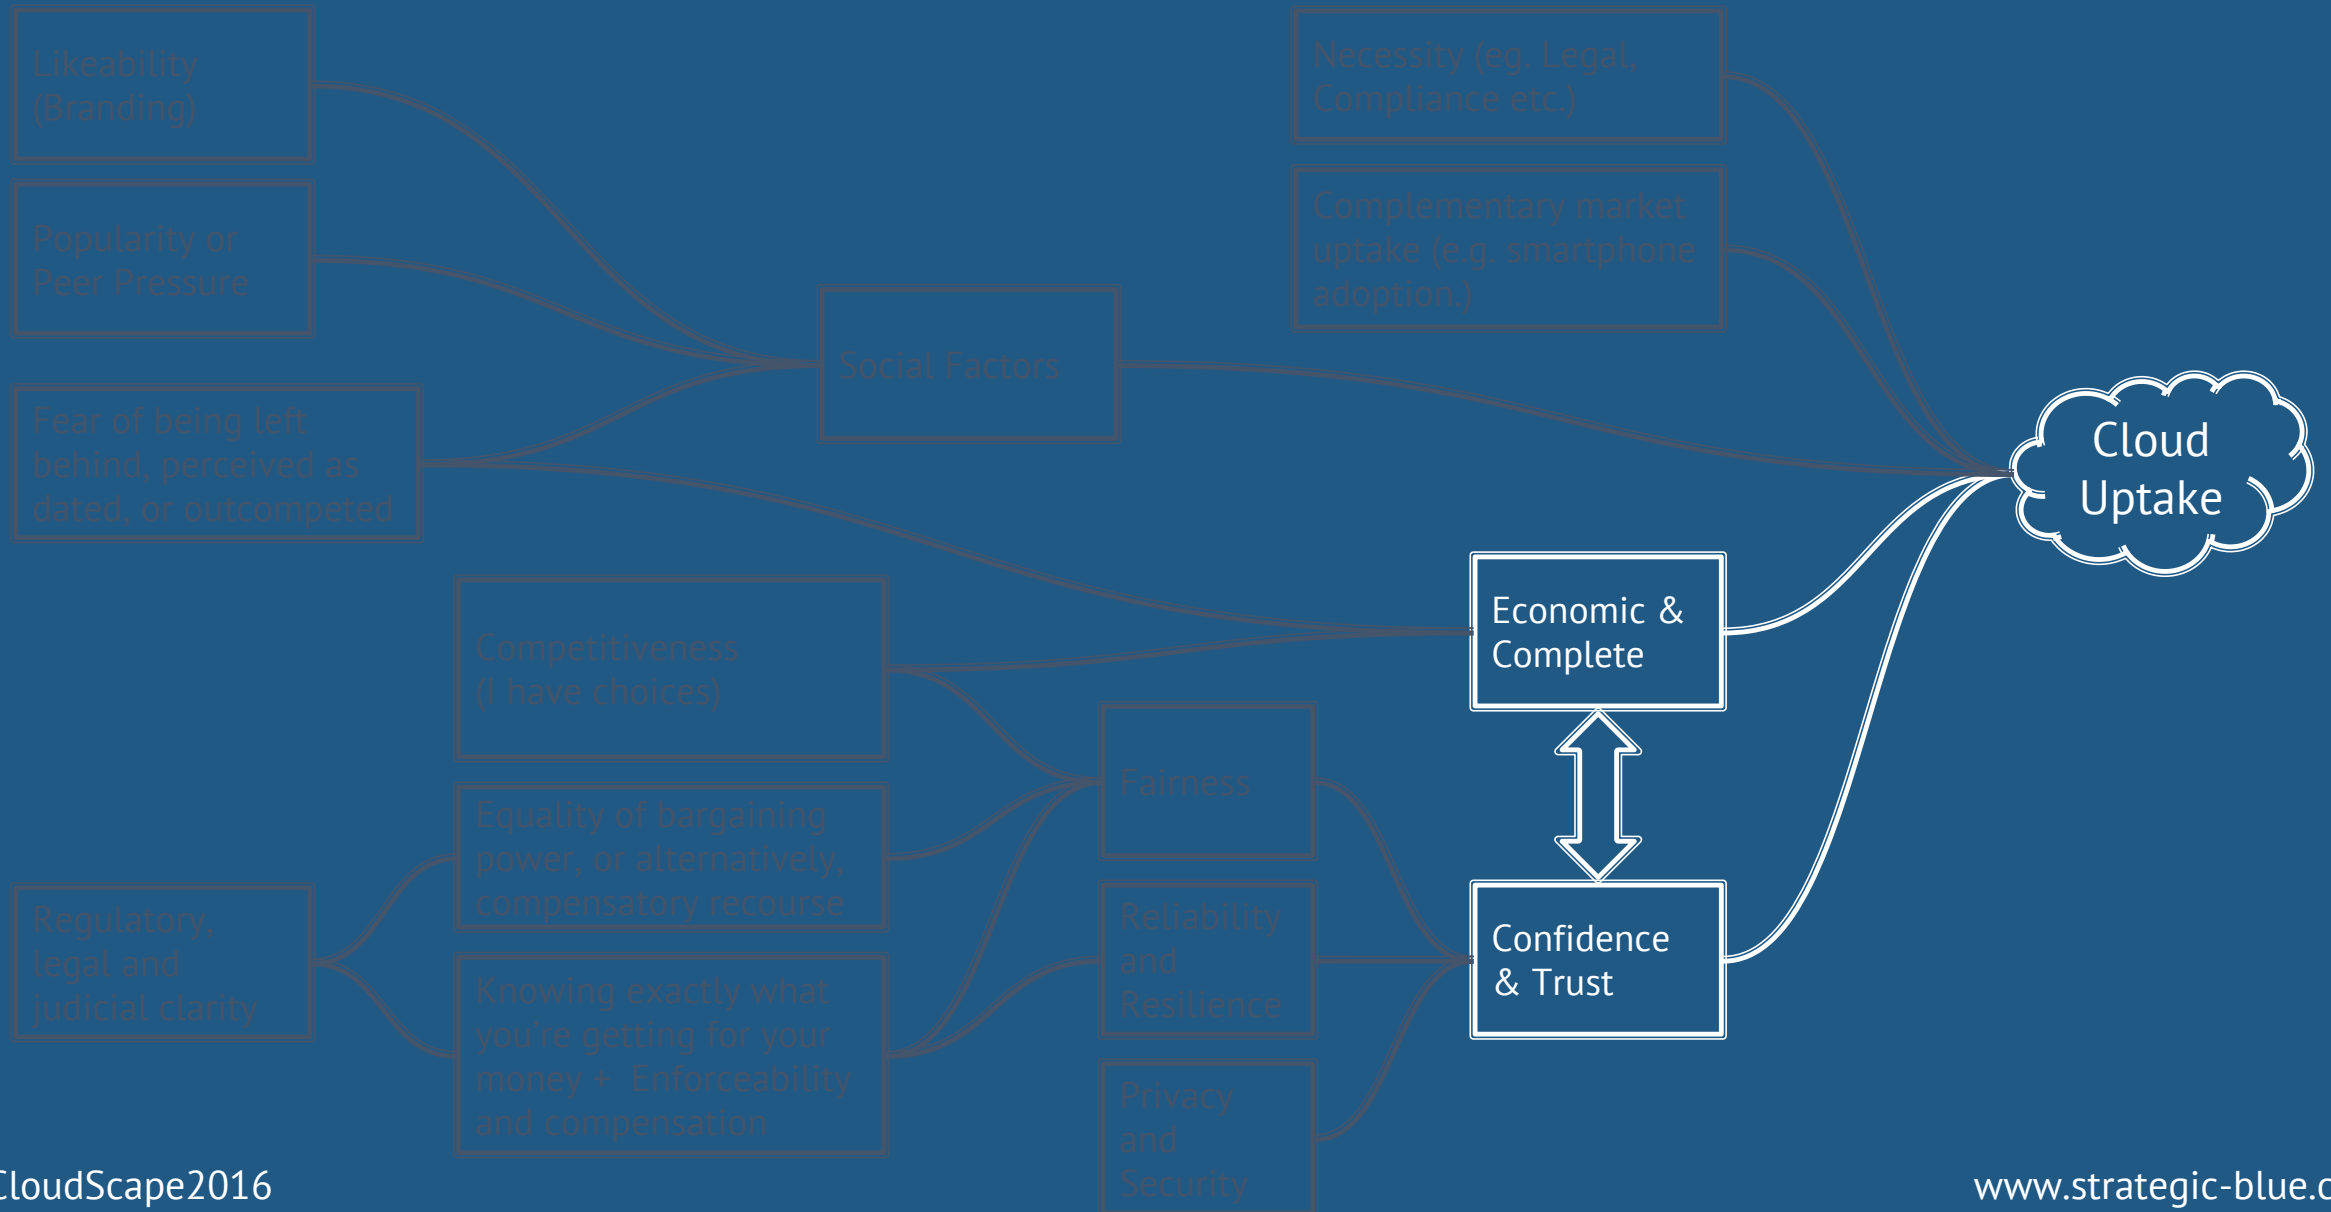 Likeability
(Branding)
Necessity (eg. Legal,
Compliance etc.)
Popularity or
Peer Pressure
Complementary market
uptake (e.g. smartphone
adoption.)
Social Factors
Fear of being left
behind, perceived as
dated, or outcompeted
Cloud
Uptake
Economic &
Complete
Competitiveness
(I have choices)
Fairness
Equality of bargaining
power, or alternatively,
compensatory recourse
Regulatory,
legal and
judicial clarity
Reliability
and
Resilience
Confidence
& Trust
Knowing exactly what
you're getting for your
money + Enforceability
and compensation
Privacy
and
Security
CloudScape2016
www.strategic-blue.c